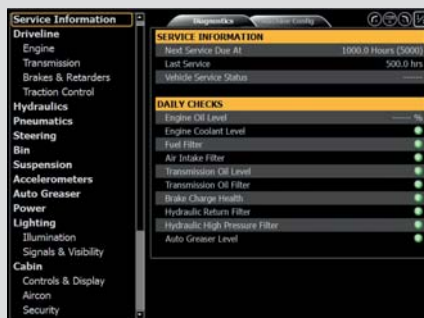 Service Information
Driveline
Engine
Transmission
Brakes & Retarders
Traction Control
Hydraulics
Pneumatics
Steering
Bin
Suspension
Accelerometers
Auto Greaser
Power
Lighting
Illumination
Signals & Visibility
Cabin
Controls & Display
Aircon
Security
Diagnostics
Machine Config
SERVICE INFORMATION
Next Service Due At 1000.0 Hours (5000)
Last Service 500.0 hrs
Vehicle Service Status -----
DAILY CHECKS
Engine Oil Level ----- %
Engine Coolant Level
Fuel Filter
Air Intake Filter
Transmission Oil Level
Transmission Oil Filter
Brake Charge Health
Hydraulic Return Filter
Hydraulic High Pressure Filter
Auto Greaser Level